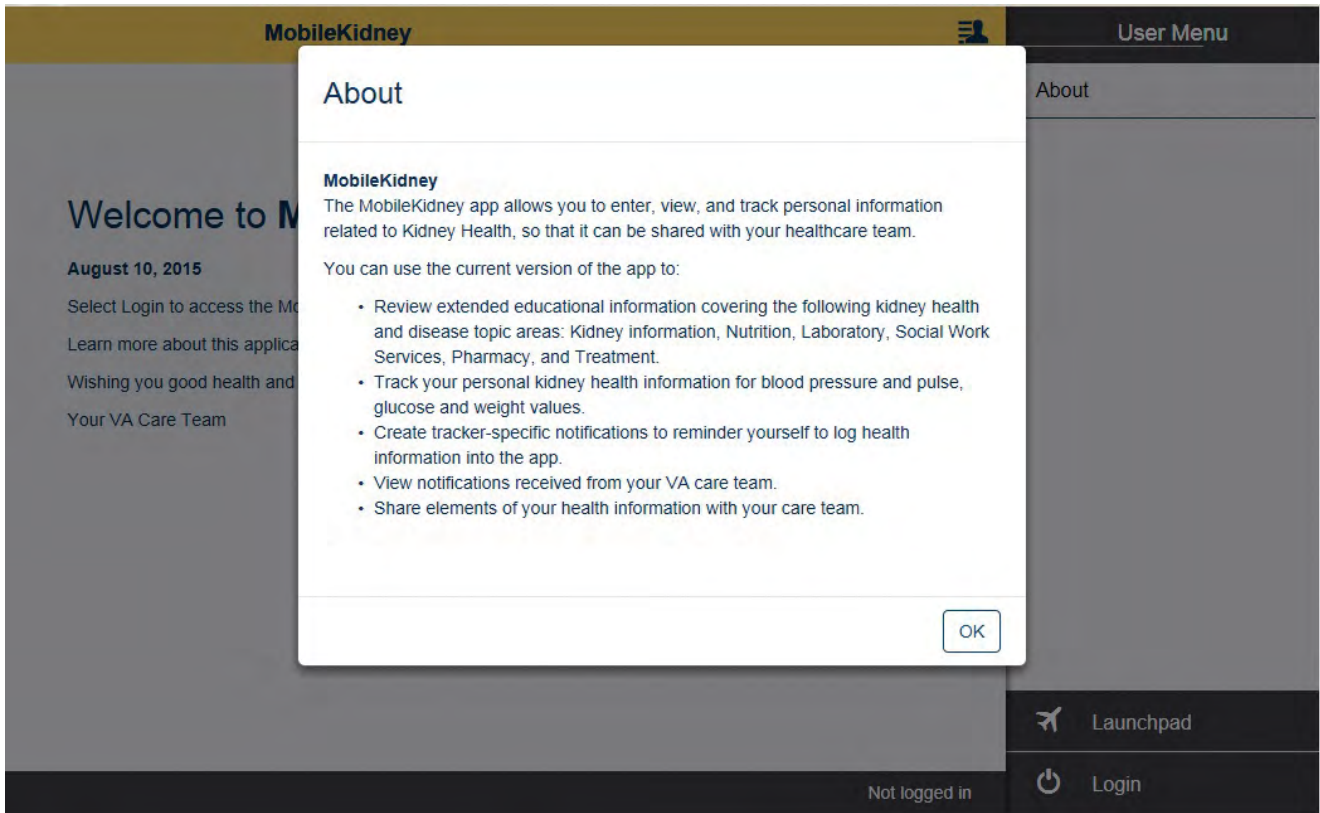 MobileKidney
User Menu
About
About
MobileKidney
The MobileKidney app allows you to enter, view, and track personal information
related to Kidney Health, so that it can be shared with your healthcare team.
You can use the current version of the app to:
• Review extended educational information covering the following kidney health
and disease topic areas: Kidney information, Nutrition, Laboratory, Social Work
Services, Pharmacy, and Treatment.
• Track your personal kidney health information for blood pressure and pulse,
glucose and weight values.
• Create tracker-specific notifications to reminder yourself to log health
information into the app.
• View notifications received from your VA care team.
• Share elements of your health information with your care team.
OK
Welcome to M
August 10, 2015
Select Login to access the Mo
Learn more about this applica
Wishing you good health and
Your VA Care Team
Launchpad
Not logged in
Login